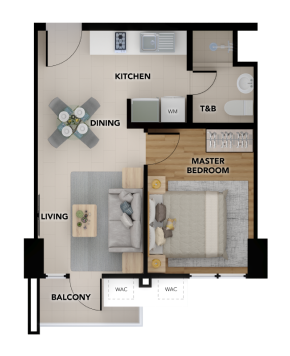 KITCHEN
T&B
WM
DINING
MASTER
BEDROOM
LIVING
BALCONY
WAC
WAC